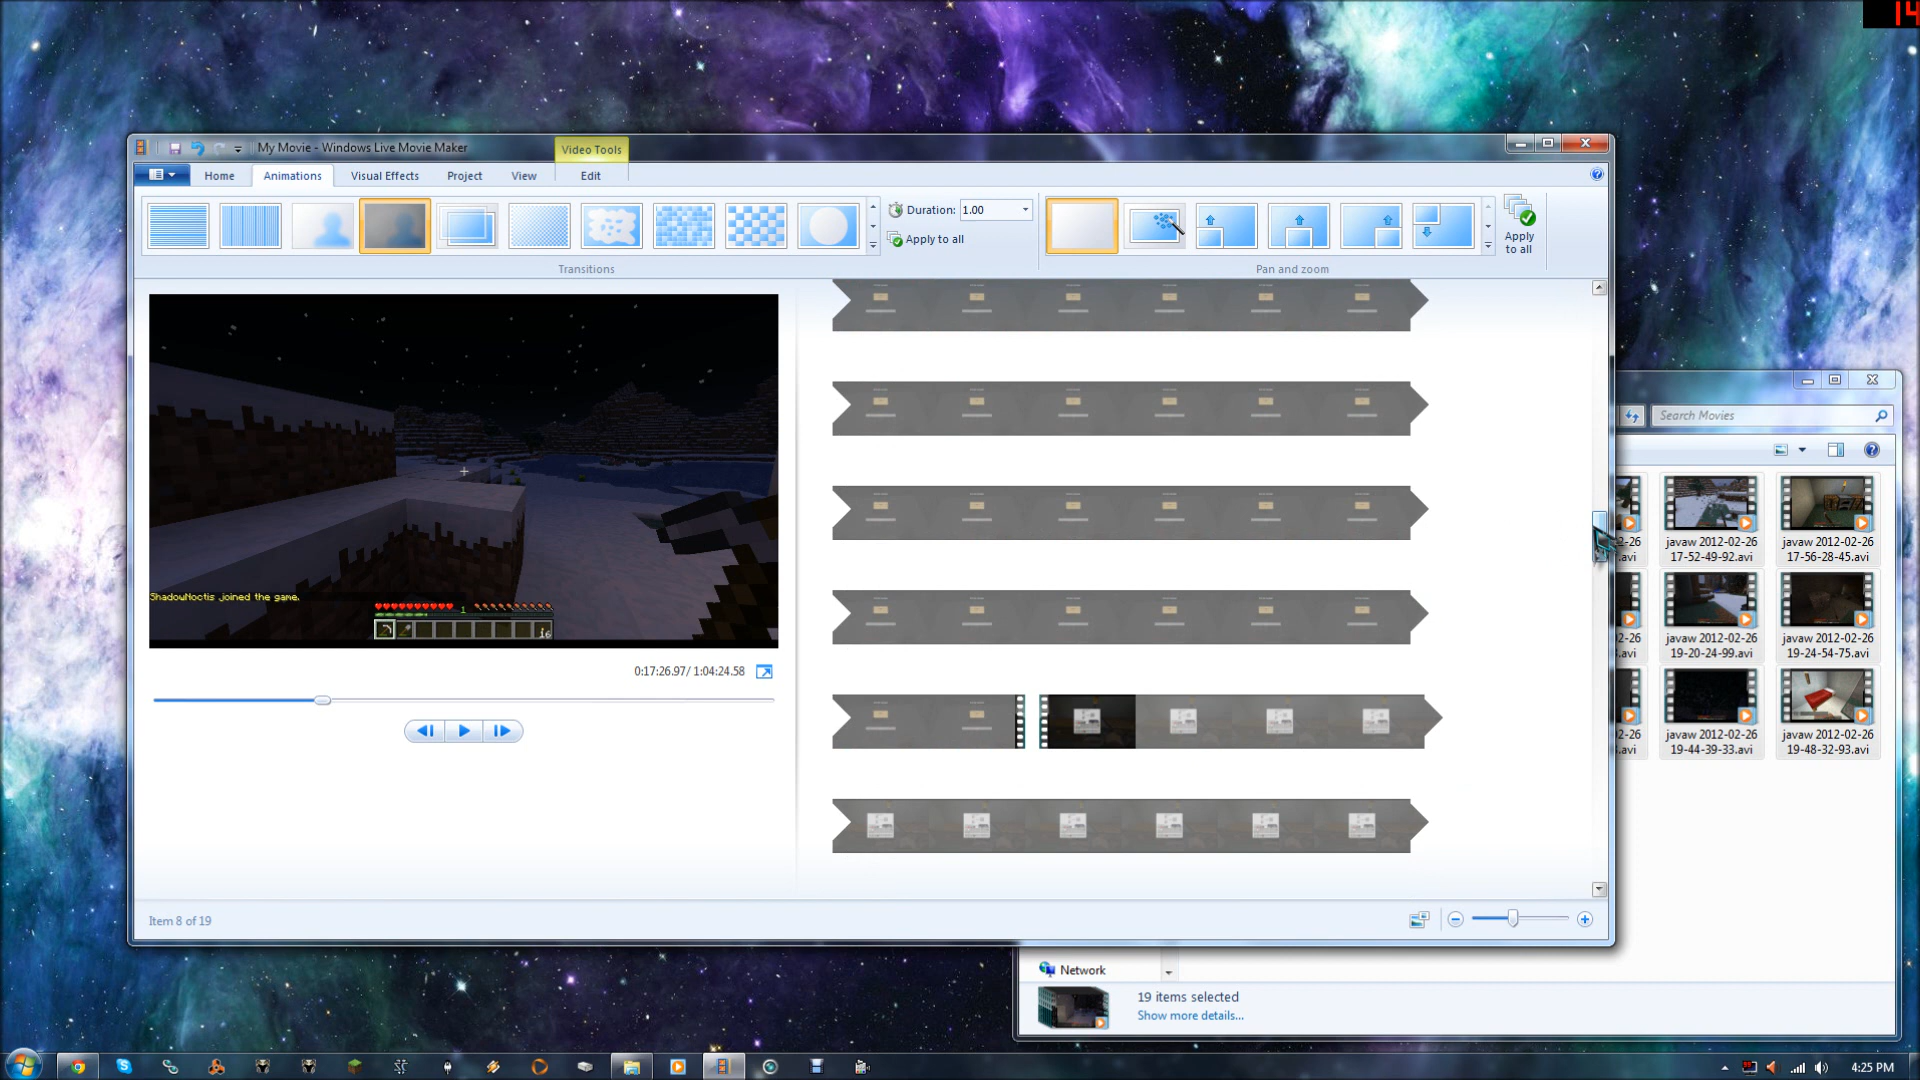 14
My Movie - Windows Live Movie Maker
Video Tools
Home
Animations
Visual Effects
Project
View
Edit
Duration:
1.00
Apply to all
Apply
to all
Transitions
Pan and zoom
ShadowNoctis joined the game.
1
16
0:17:26.97/ 1:04:24.58
Item 8 of 19
Search Movies
javaw 2012-02-26
17-52-49-92.avi
javaw 2012-02-26
17-56-28-45.avi
javaw 2012-02-26
19-20-24-99.avi
javaw 2012-02-26
19-24-54-75.avi
javaw 2012-02-26
19-44-39-33.avi
javaw 2012-02-26
19-48-32-93.avi
Network
19 items selected
Show more details...
4:25 PM